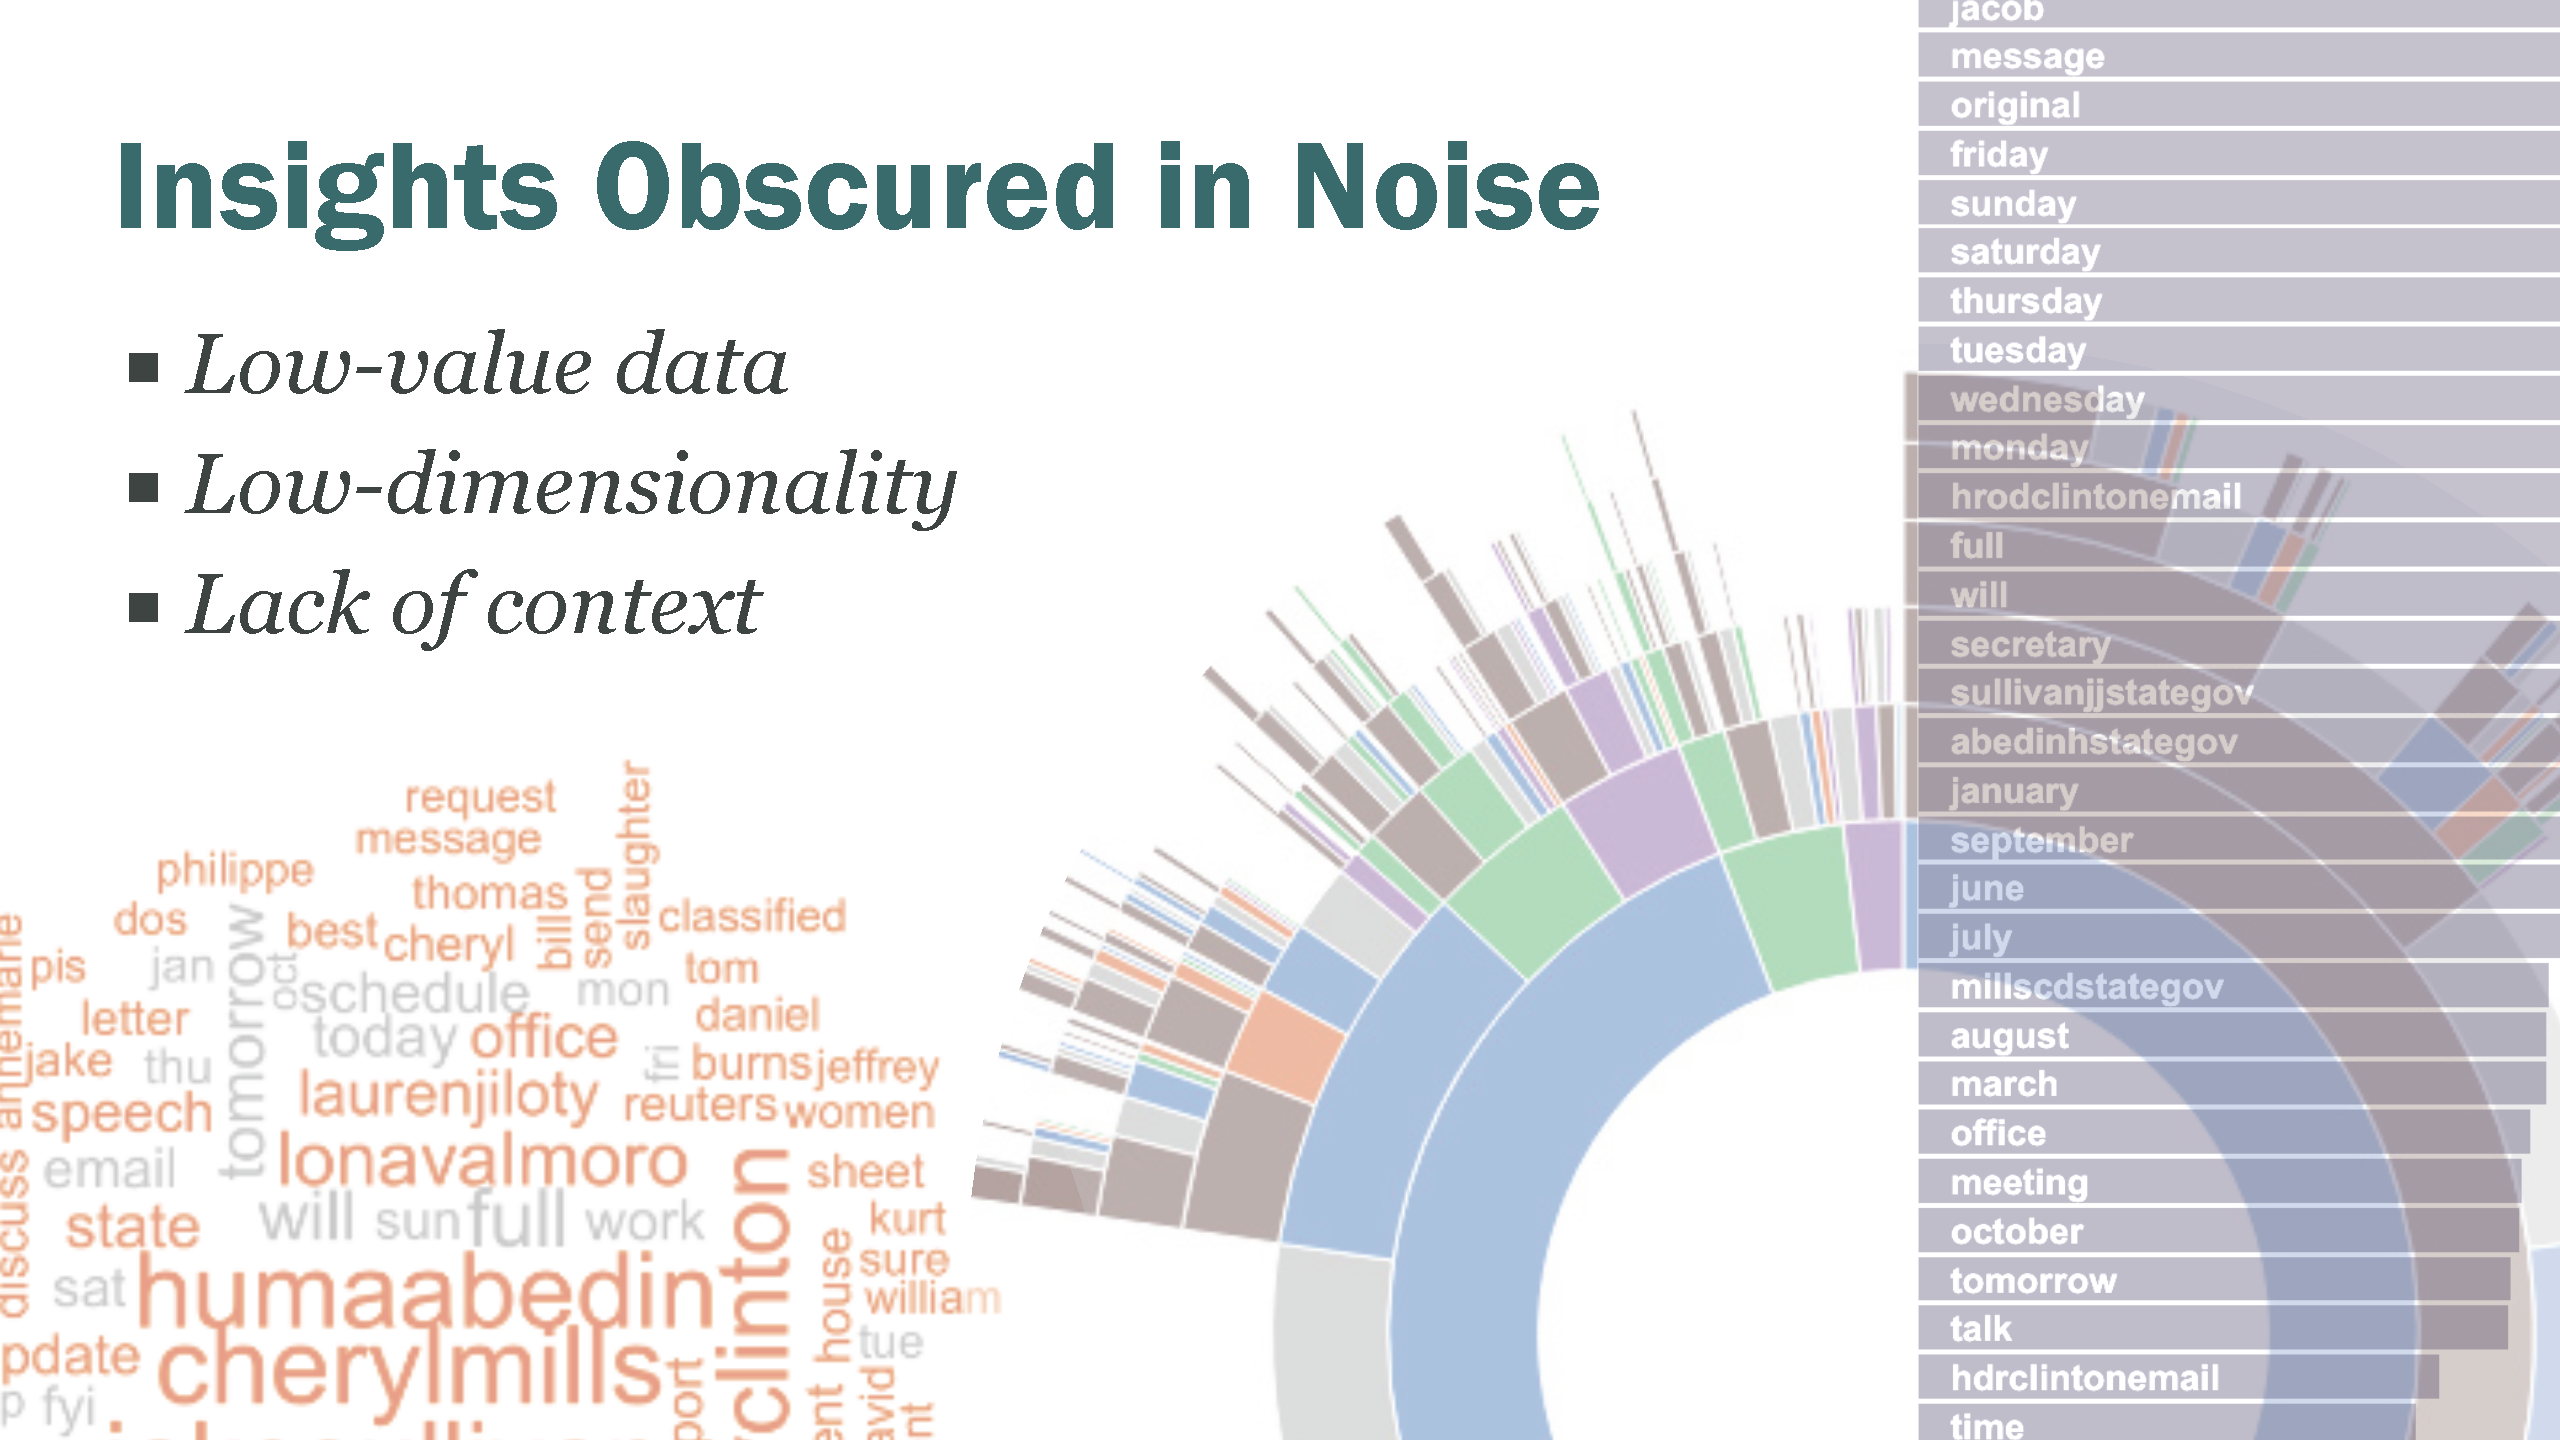 Insights Obscured in Noise
Low-value data
Low-dimensionality
Lack of context
request
message
slaughter
philippe
thomas
send
bill
classified
dos
best
cheryl
tomorrow
annemarie
pis
jan
oct
schedule
mon
tom
letter
today
office
daniel
jake
thu
fri
burns
jeffrey
speech
laurenjiloty
reuters
women
discuss
email
lonavalmoro
clinton
sheet
state
will
sun
full
work
kurt
house
sure
sat
humaabedin
william
tue
pdate
cherylmills
port
avid
ent
nt
p
fyi
jacob
message
original
friday
sunday
saturday
thursday
tuesday
wednesday
monday
hrodclintonemail
full
will
secretary
sullivanjjstategov
abedinhstategov
january
september
june
july
millscdstategov
august
march
office
meeting
october
tomorrow
talk
hdrclintonemail
time